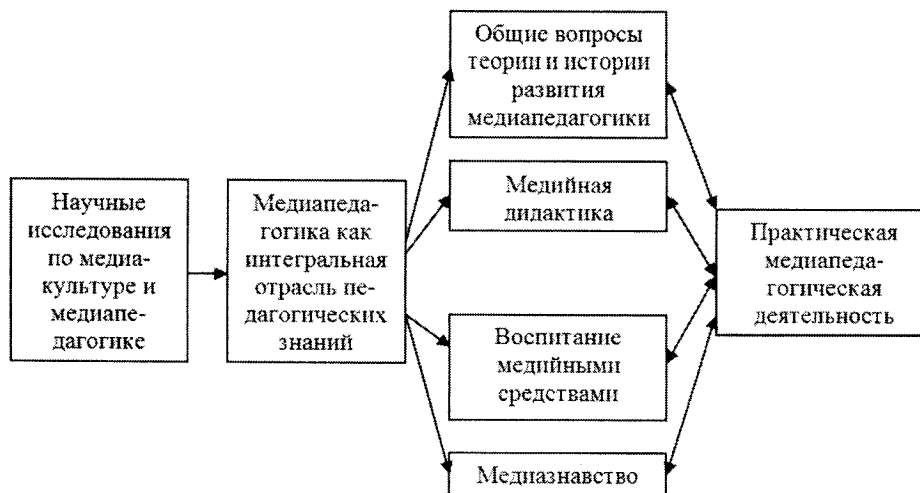 Научные
исследования
по медиа-
культуре и
медиапе-
дагогике
Медиапеда-
гогика как
интегральная
отрасль пе-
дагогических
знаний
Общие вопросы
теории и истории
развития
медиапедагогики
Медийная
дидактика
Воспитание
медийными
средствами
Медиазнавство
Практическая
медиапеда-
гогическая
деятельность